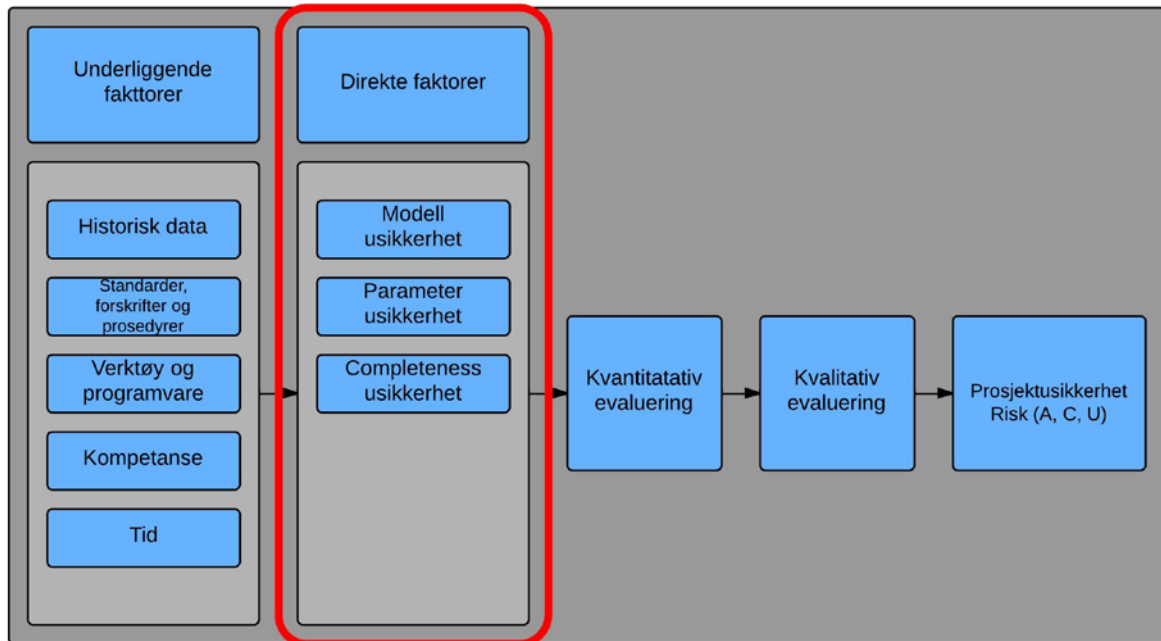 Underliggende
fakttorer
Direkte faktorer
Historisk data
Standarder,
forskrifter og
prosedyrer
Verktøy og
programvare
Kompetanse
Tid
Modell
usikkerhet
Parameter
usikkerhet
Completeness
usikkerhet
Kvantitatativ
evaluering
Kvalitativ
evaluering
Prosjektusikkerhet
Risk (A, C, U)